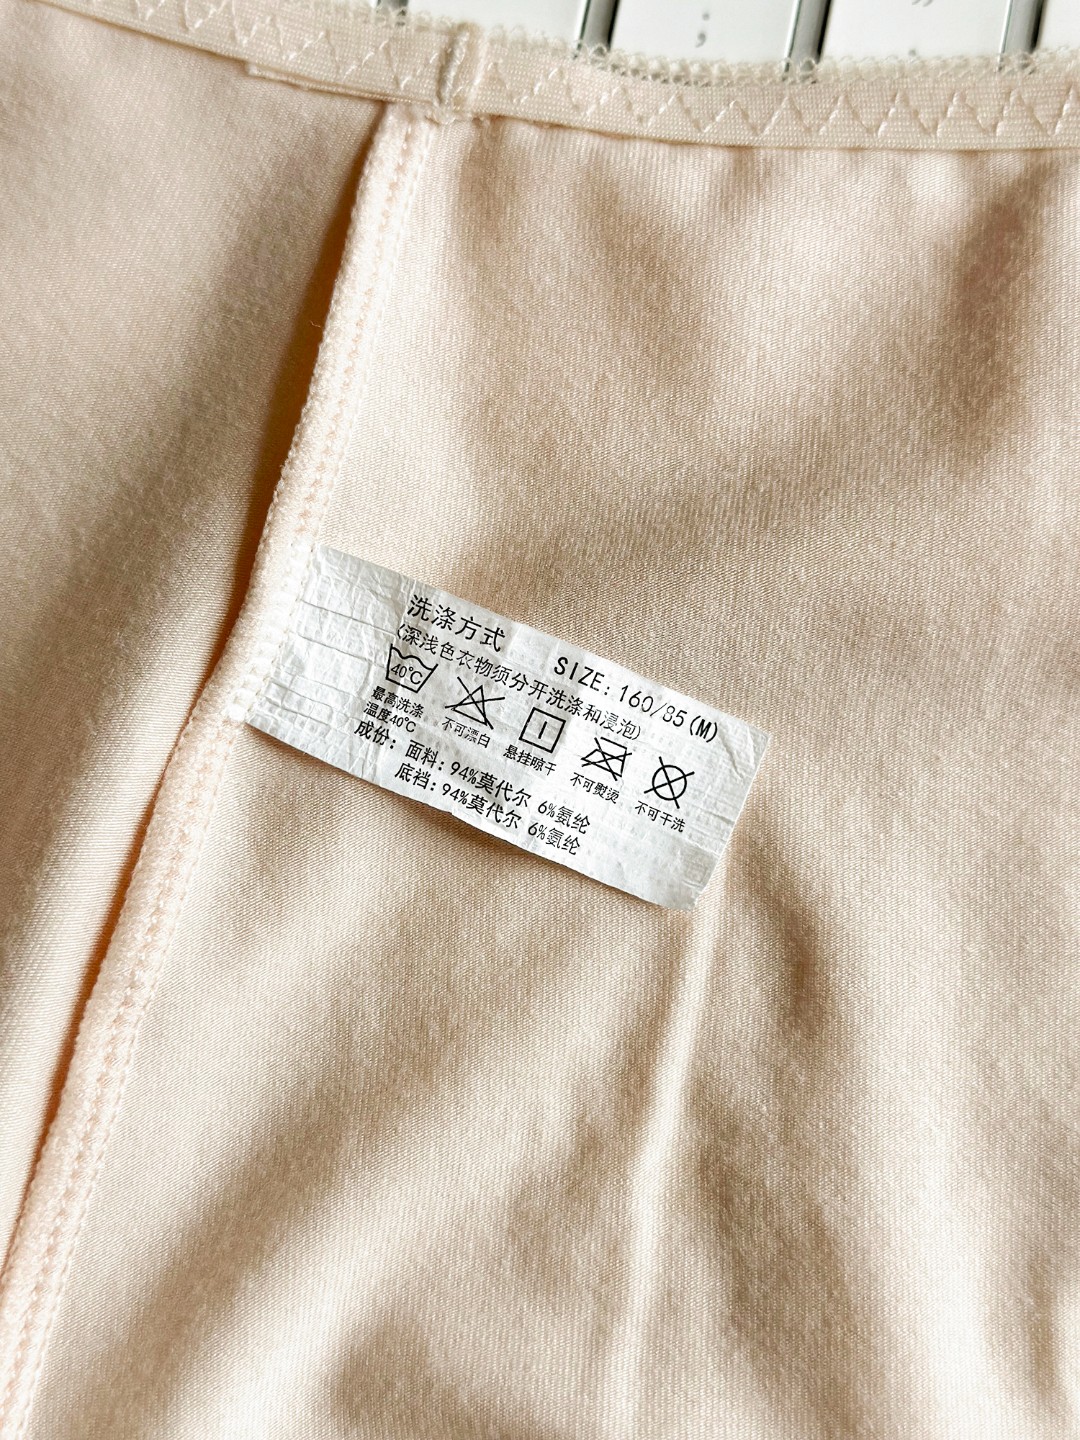 洗涤方式 SIZE: 160/85(M)
(深浅色衣物须分开洗涤和浸泡)
40℃
最高洗涤
温度40℃
不可漂白
悬挂晾干
不可熨烫
不可干洗
成份: 面料: 94%莫代尔 6%氨纶
底裆: 94%莫代尔 6%氨纶